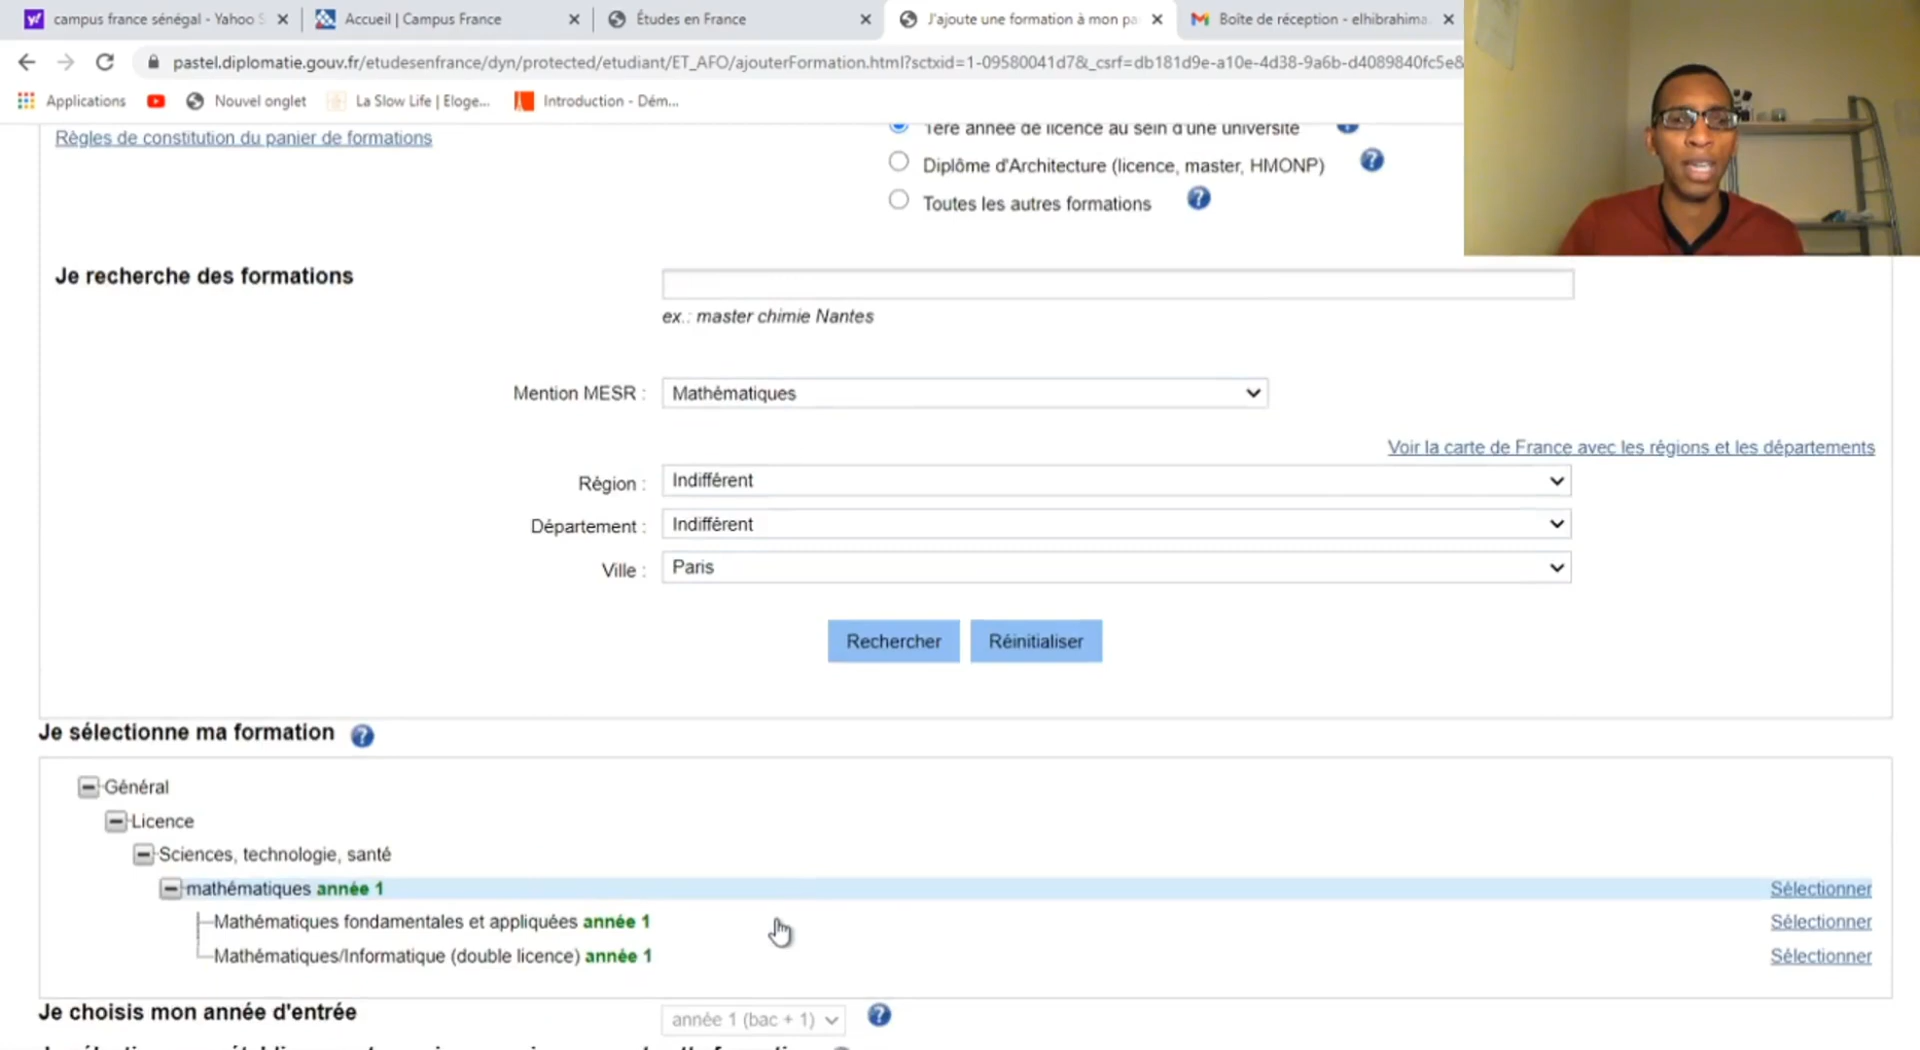 campus france sénégal - Yahoo S
Accueil | Campus France
Études en France
J'ajoute une formation à mon pa
Boîte de réception - elhibrahima
pastel.diplomatie.gouv.fr/etudesenfrance/dyn/protected/etudiant/ET_AFO/ajouterFormation.html?sctxid=1-09580041d7&_csrf=db181d9e-a10e-4d38-9a6b-d4089840fc5e&
Applications
Nouvel onglet
La Slow Life | Eloge...
Introduction - Dém...
Règles de constitution du panier de formations
1ère année de licence au sein d'une université
Diplôme d'Architecture (licence, master, HMONP)
Toutes les autres formations
Je recherche des formations
ex.: master chimie Nantes
Mention MESR : Mathématiques
Voir la carte de France avec les régions et les départements
Région : Indifférent
Département : Indifférent
Ville : Paris
Rechercher Réinitialiser
Je sélectionne ma formation
Général
Licence
Sciences, technologie, santé
mathématiques année 1 Sélectionner
Mathématiques fondamentales et appliquées année 1 Sélectionner
Mathématiques/Informatique (double licence) année 1 Sélectionner
Je choisis mon année d'entrée année 1 (bac + 1)